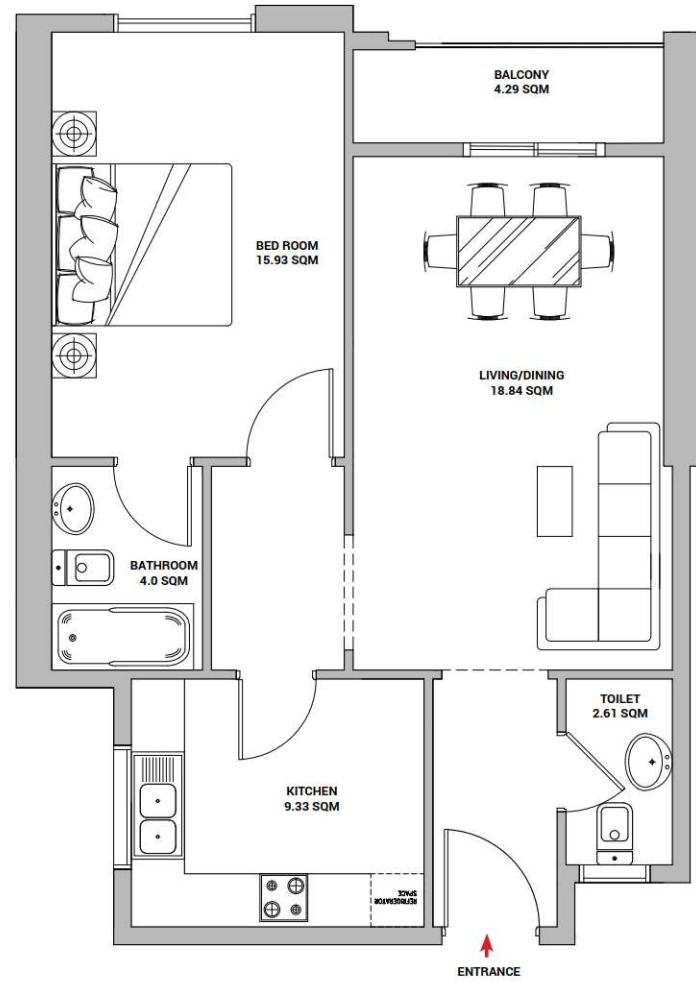 BALCONY
4.29 SQM
BED ROOM
15.93 SQM
LIVING/DINING
18.84 SQM
BATHROOM
4.0 SQM
TOILET
2.61 SQM
KITCHEN
9.33 SQM
REFRIGERATOR
SPACE
ENTRANCE